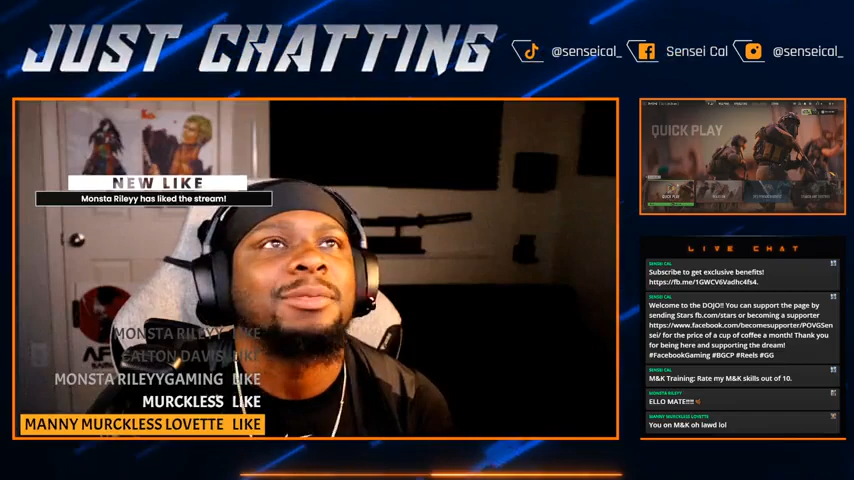 JUST CHATTING
@senseical_
Sensei Cal
@senseical_
NEW LIKE
Monsta Rileyy has liked the stream!
MONSTA RILEYY LIKE
CALTON DAVIS LIKE
MONSTA RILEYYGAMING LIKE
MURCKLESS LIKE
MANNY MURCKLESS LOVETTE LIKE
QUICK PLAY
QUICK PLAY
LIVE CHAT
SENSEI CAL
Subscribe to get exclusive benefits!
https://fb.me/1GWCV6Vadhc4fs4.
SENSEI CAL
Welcome to the DOJO!! You can support the page by
sending Stars fb.com/stars or becoming a supporter
https://www.facebook.com/becomesupporter/POVGSen
sei/ for the price of a cup of coffee a month! Thank you
for being here and supporting the dream!
#FacebookGaming #BGCP #Reels #GG
SENSEI CAL
M&K Training: Rate my M&K skills out of 10.
MONSTA RILEYY
ELLO MATE!!!!
MANNY MURCKLESS LOVETTE
You on M&K oh lawd lol